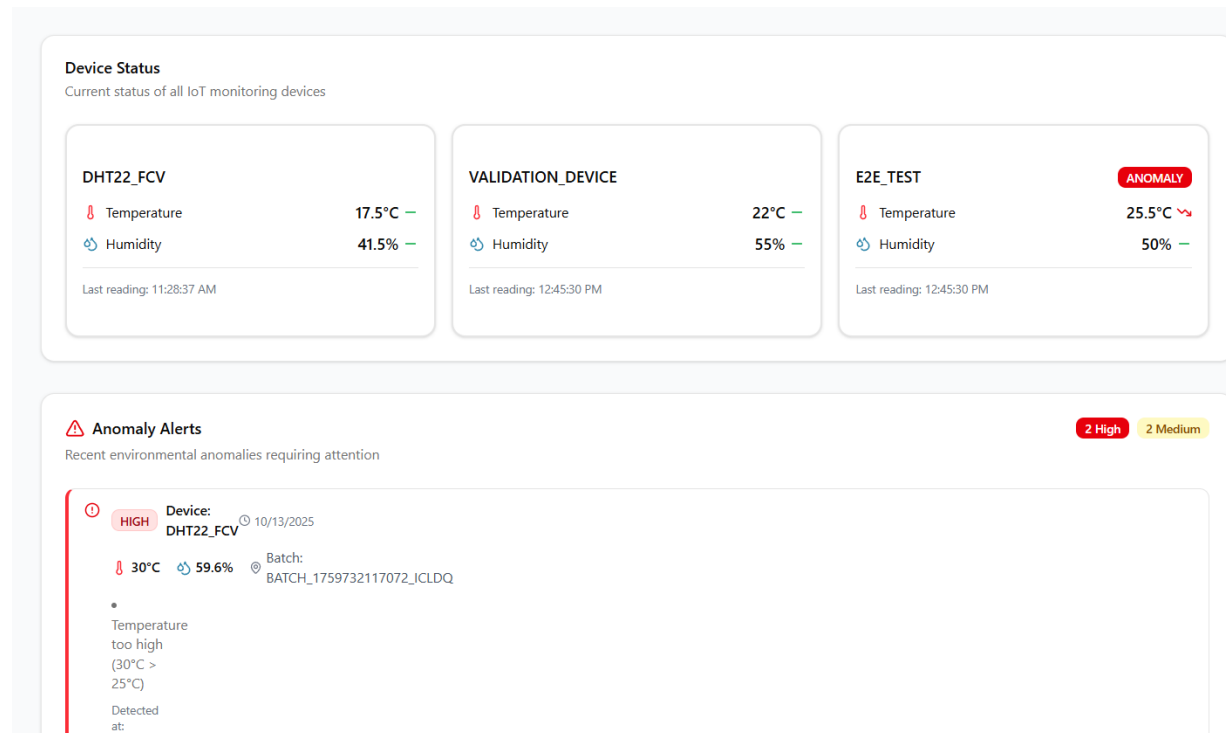 Device Status
Current status of all IoT monitoring devices
DHT22_FCV
Temperature 17.5°C
Humidity 41.5%
Last reading: 11:28:37 AM
VALIDATION_DEVICE
Temperature 22°C
Humidity 55%
Last reading: 12:45:30 PM
E2E_TEST ANOMALY
Temperature 25.5°C
Humidity 50%
Last reading: 12:45:30 PM
Anomaly Alerts 2 High 2 Medium
Recent environmental anomalies requiring attention
HIGH Device:
DHT22_FCV 10/13/2025
30°C 59.6% Batch:
BATCH_1759732117072_ICLDQ
•
Temperature
too high
(30°C >
25°C)
Detected
at: